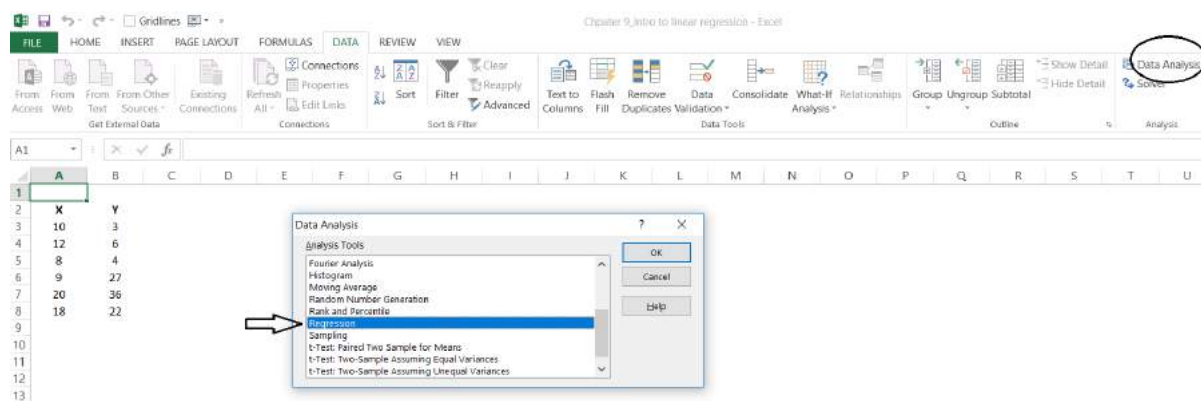 Gridlines
Chpater 9_Intro to linear regression - Excel
FILE HOME INSERT PAGE LAYOUT FORMULAS DATA REVIEW VIEW
From Access
From Web
From Text
From Other Sources
Existing Connections
Get External Data
Refresh All
Connections
Properties
Edit Links
Connections
Sort
Filter
Clear
Reapply
Advanced
Sort & Filter
Text to Columns
Flash Fill
Remove Duplicates
Data Validation
Consolidate
What-If Analysis
Relationships
Data Tools
Group
Ungroup
Subtotal
Show Detail
Hide Detail
Outline
Data Analysis
Solver
Analysis
A1 fx
A B C D E F G H I J K L M N O P Q R S T U
1
2 X Y
3 10 3
4 12 6
5 8 4
6 9 27
7 20 36
8 18 22
9
10
11
12
13
Data Analysis ? X
Analysis Tools
Fourier Analysis
Histogram
Moving Average
Random Number Generation
Rank and Percentile
Regression
Sampling
t-Test: Paired Two Sample for Means
t-Test: Two-Sample Assuming Equal Variances
t-Test: Two-Sample Assuming Unequal Variances
OK
Cancel
Help